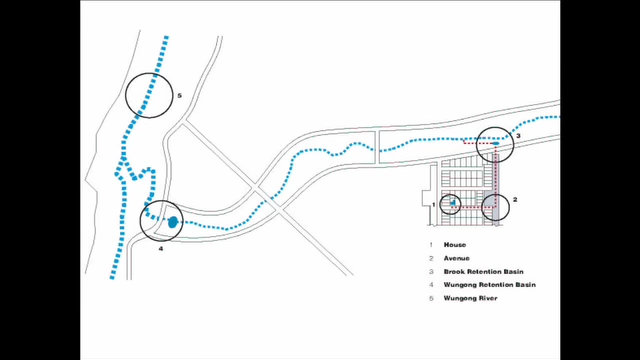 5
3
1
2
4
1 House
2 Avenue
3 Brook Retention Basin
4 Wungong Retention Basin
5 Wungong River